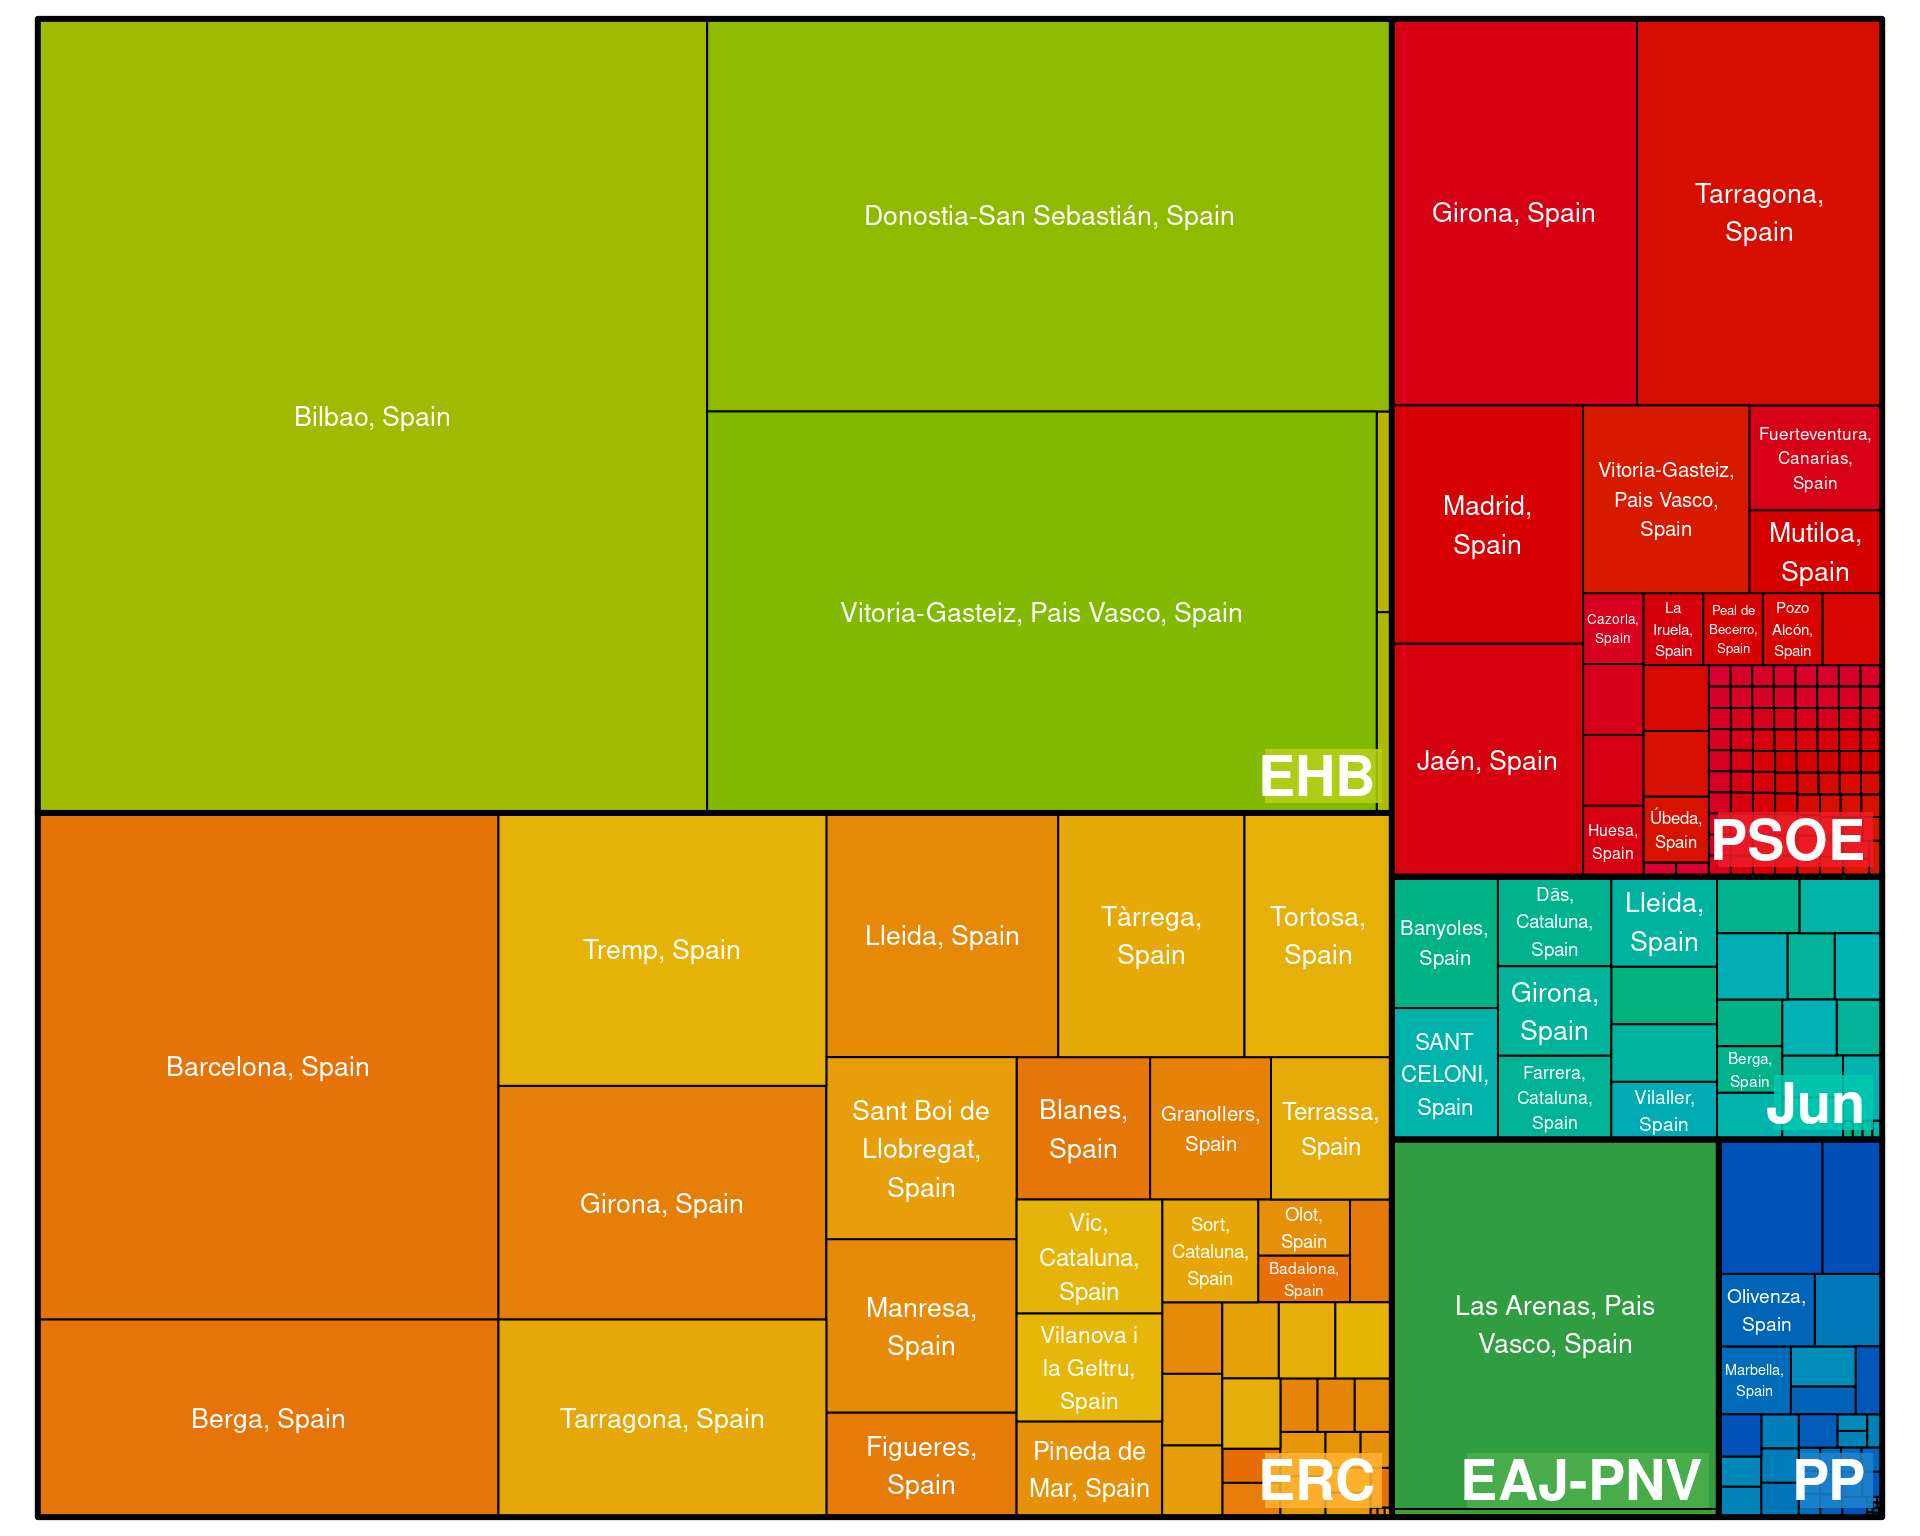 Bilbao, Spain
Donostia-San Sebastián, Spain
Vitoria-Gasteiz, Pais Vasco, Spain
EHB
Girona, Spain
Tarragona,
Spain
Madrid,
Spain
Vitoria-Gasteiz,
Pais Vasco,
Spain
Fuerteventura,
Canarias,
Spain
Mutiloa,
Spain
Cazorla,
Spain
La
Iruela,
Spain
Peal de
Becerro,
Spain
Pozo
Alcón,
Spain
Jaén, Spain
Huesa,
Spain
Úbeda,
Spain
PSOE
Barcelona, Spain
Berga, Spain
Tremp, Spain
Girona, Spain
Tarragona, Spain
Lleida, Spain
Tàrrega,
Spain
Tortosa,
Spain
Sant Boi de
Llobregat,
Spain
Manresa,
Spain
Figueres,
Spain
Blanes,
Spain
Granollers,
Spain
Terrassa,
Spain
Vic,
Cataluna,
Spain
Vilanova i
la Geltru,
Spain
Pineda de
Mar, Spain
Sort,
Cataluna,
Spain
Olot,
Spain
Badalona,
Spain
ERC
Banyoles,
Spain
SANT
CELONI,
Spain
Dās,
Cataluna,
Spain
Girona,
Spain
Farrera,
Cataluna,
Spain
Lleida,
Spain
Vilaller,
Spain
Berga,
Spain
Jun
Las Arenas, Pais
Vasco, Spain
EAJ-PNV
Olivenza,
Spain
Marbella,
Spain
PP